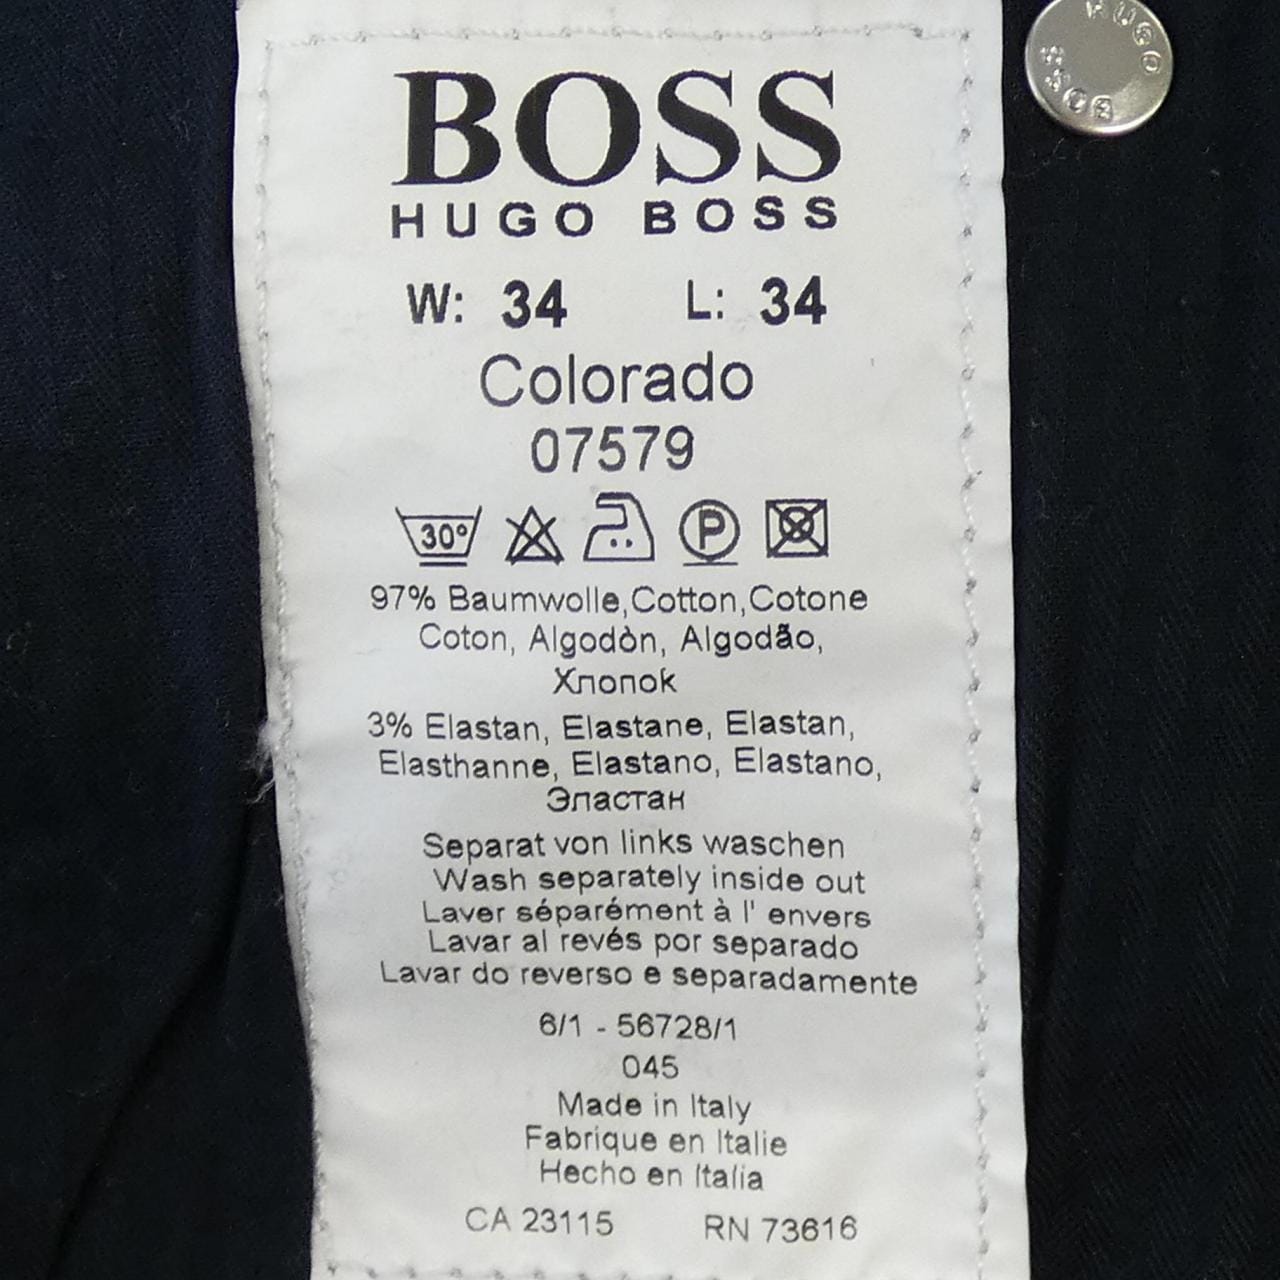 BOSS
HUGO BOSS
W: 34 L: 34
Colorado
07579
30°
P
97% Baumwolle,Cotton,Cotone
Coton, Algodòn, Algodão,
Хлопок
3% Elastan, Elastane, Elastan,
Elasthanne, Elastano, Elastano,
Эластан
Separat von links waschen
Wash separately inside out
Laver séparément à l' envers
Lavar al revés por separado
Lavar do reverso e separadamente
6/1 - 56728/1
045
Made in Italy
Fabrique en Italie
Hecho en Italia
CA 23115 RN 73616
HUGO
BOSS